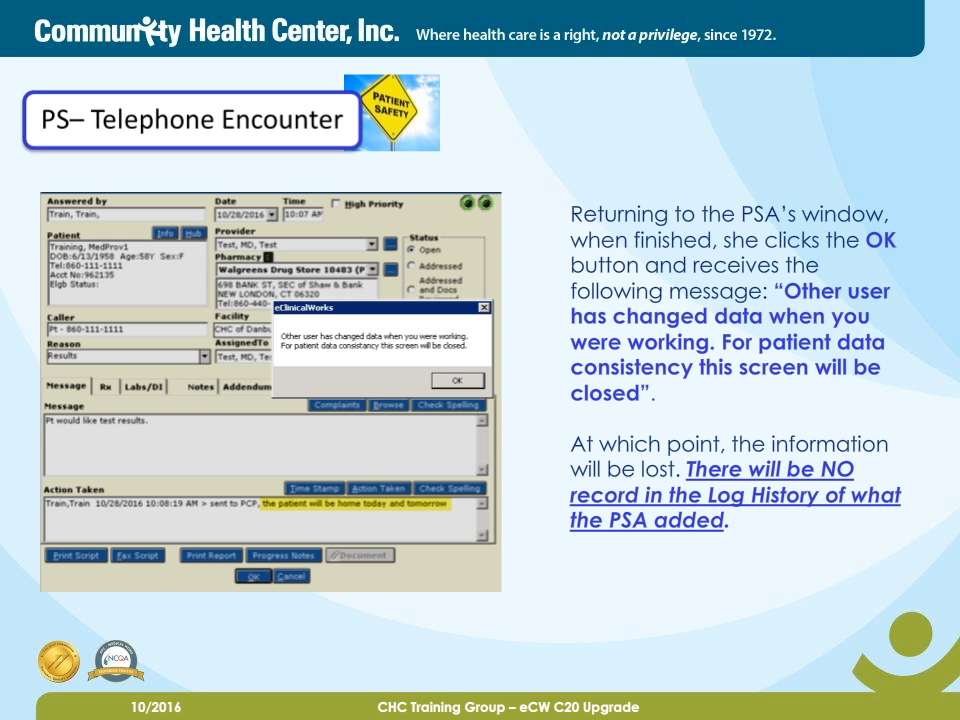 Community Health Center, Inc. Where health care is a right, not a privilege, since 1972.
PATIENT
SAFETY
PS– Telephone Encounter
Answered by
Date
Time
High Priority
Train, Train,
10/28/2016
10:07 AM
Patient
Info
Hub
Provider
Status
Training, MedProv1
DOB:6/13/1958 Age:58Y Sex:F
Tel:860-111-1111
Acct No:962135
Elgb Status:
Test, MD, Test
Open
Pharmacy
Addressed
Walgreens Drug Store 10483 (P
Addressed
and Docs
698 BANK ST, SEC of Shaw & Bank
NEW LONDON, CT 06320
Tel:860-440-
eClinicalWorks
Other user has changed data when you were working.
For patient data consistancy this screen will be closed.
OK
Caller
Facility
Pt - 860-111-1111
CHC of Danbu
Reason
AssignedTo
Results
Test, MD, Te
Message
Rx
Labs/DI
Notes
Addendum
Message
Complaints
Browse
Check Spelling
Pt would like test results.
Action Taken
Time Stamp
Action Taken
Check Spelling
Train,Train 10/28/2016 10:08:19 AM > sent to PCP, the patient will be home today and tomorrow
Print Script
Fax Script
Print Report
Progress Notes
Document
OK
Cancel
Returning to the PSA’s window,
when finished, she clicks the OK
button and receives the
following message: “Other user
has changed data when you
were working. For patient data
consistency this screen will be
closed”.
At which point, the information
will be lost. There will be NO
record in the Log History of what
the PSA added.
NCQA
10/2016
CHC Training Group – eCW C20 Upgrade